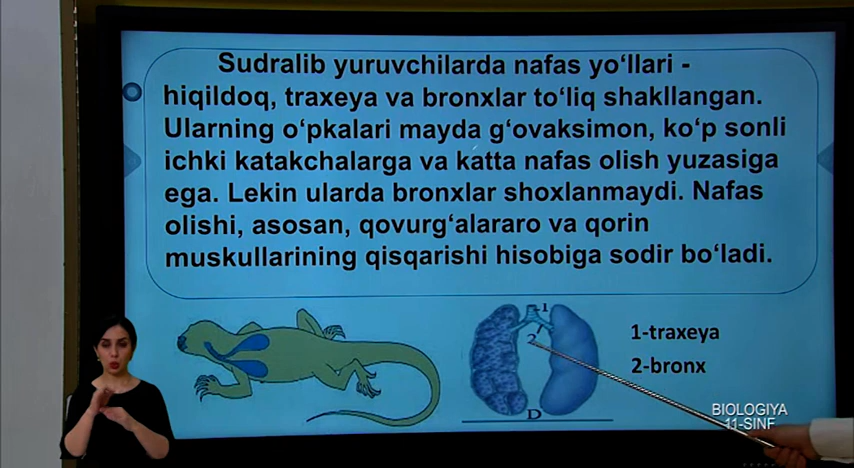 Sudralib yuruvchilarda nafas yo‘llari -
hiqildoq, traxeya va bronxlar to‘liq shakllangan.
Ularning o‘pkalari mayda g‘ovaksimon, ko‘p sonli
ichki katakchalarga va katta nafas olish yuzasiga
ega. Lekin ularda bronxlar shoxlanmaydi. Nafas
olishi, asosan, qovurg‘alararo va qorin
muskullarining qisqarishi hisobiga sodir bo‘ladi.
1
2
D
1-traxeya
2-bronx
BIOLOGIYA
11-SINF